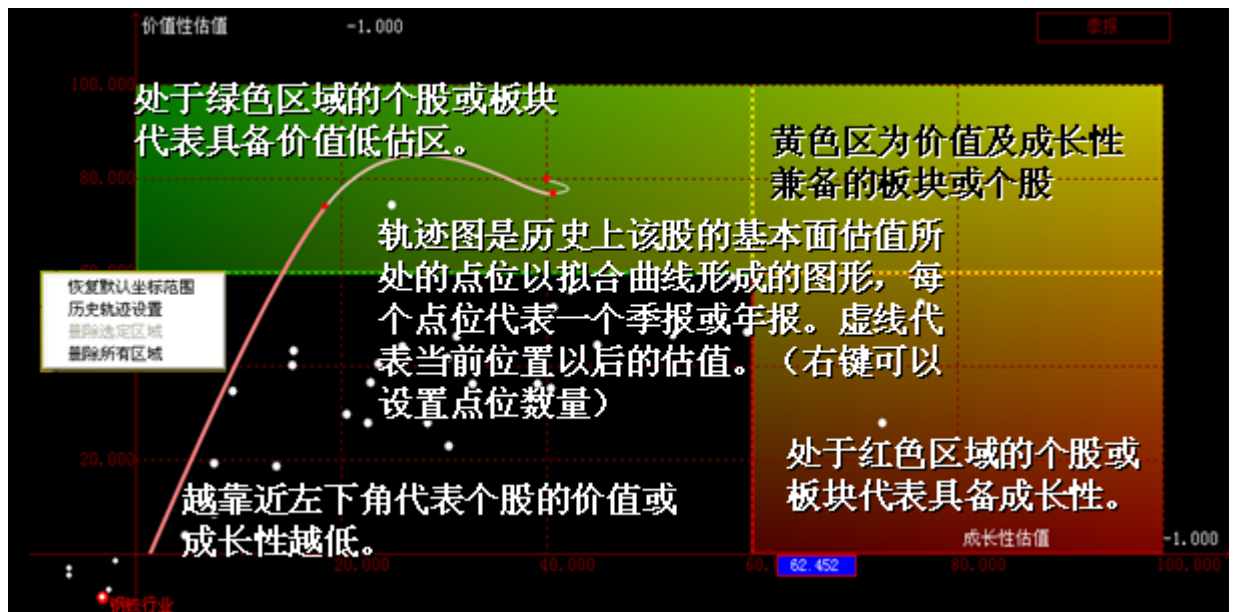 价值性估值 -1.000
季报
100.000
处于绿色区域的个股或板块
代表具备价值低估区。
黄色区为价值及成长性
兼备的板块或个股
80.000
轨迹图是历史上该股的基本面估值所
处的点位以拟合曲线形成的图形，每
个点位代表一个季报或年报。虚线代
表当前位置以后的估值。（右键可以
设置点位数量）
恢复默认坐标范围
历史轨迹设置
删除选定区域
删除所有区域
处于红色区域的个股或
板块代表具备成长性。
20.000
越靠近左下角代表个股的价值或
成长性越低。
成长性估值 -1.000
20.000 40.000 60. 62.452 80.000 100.000
钢铁行业